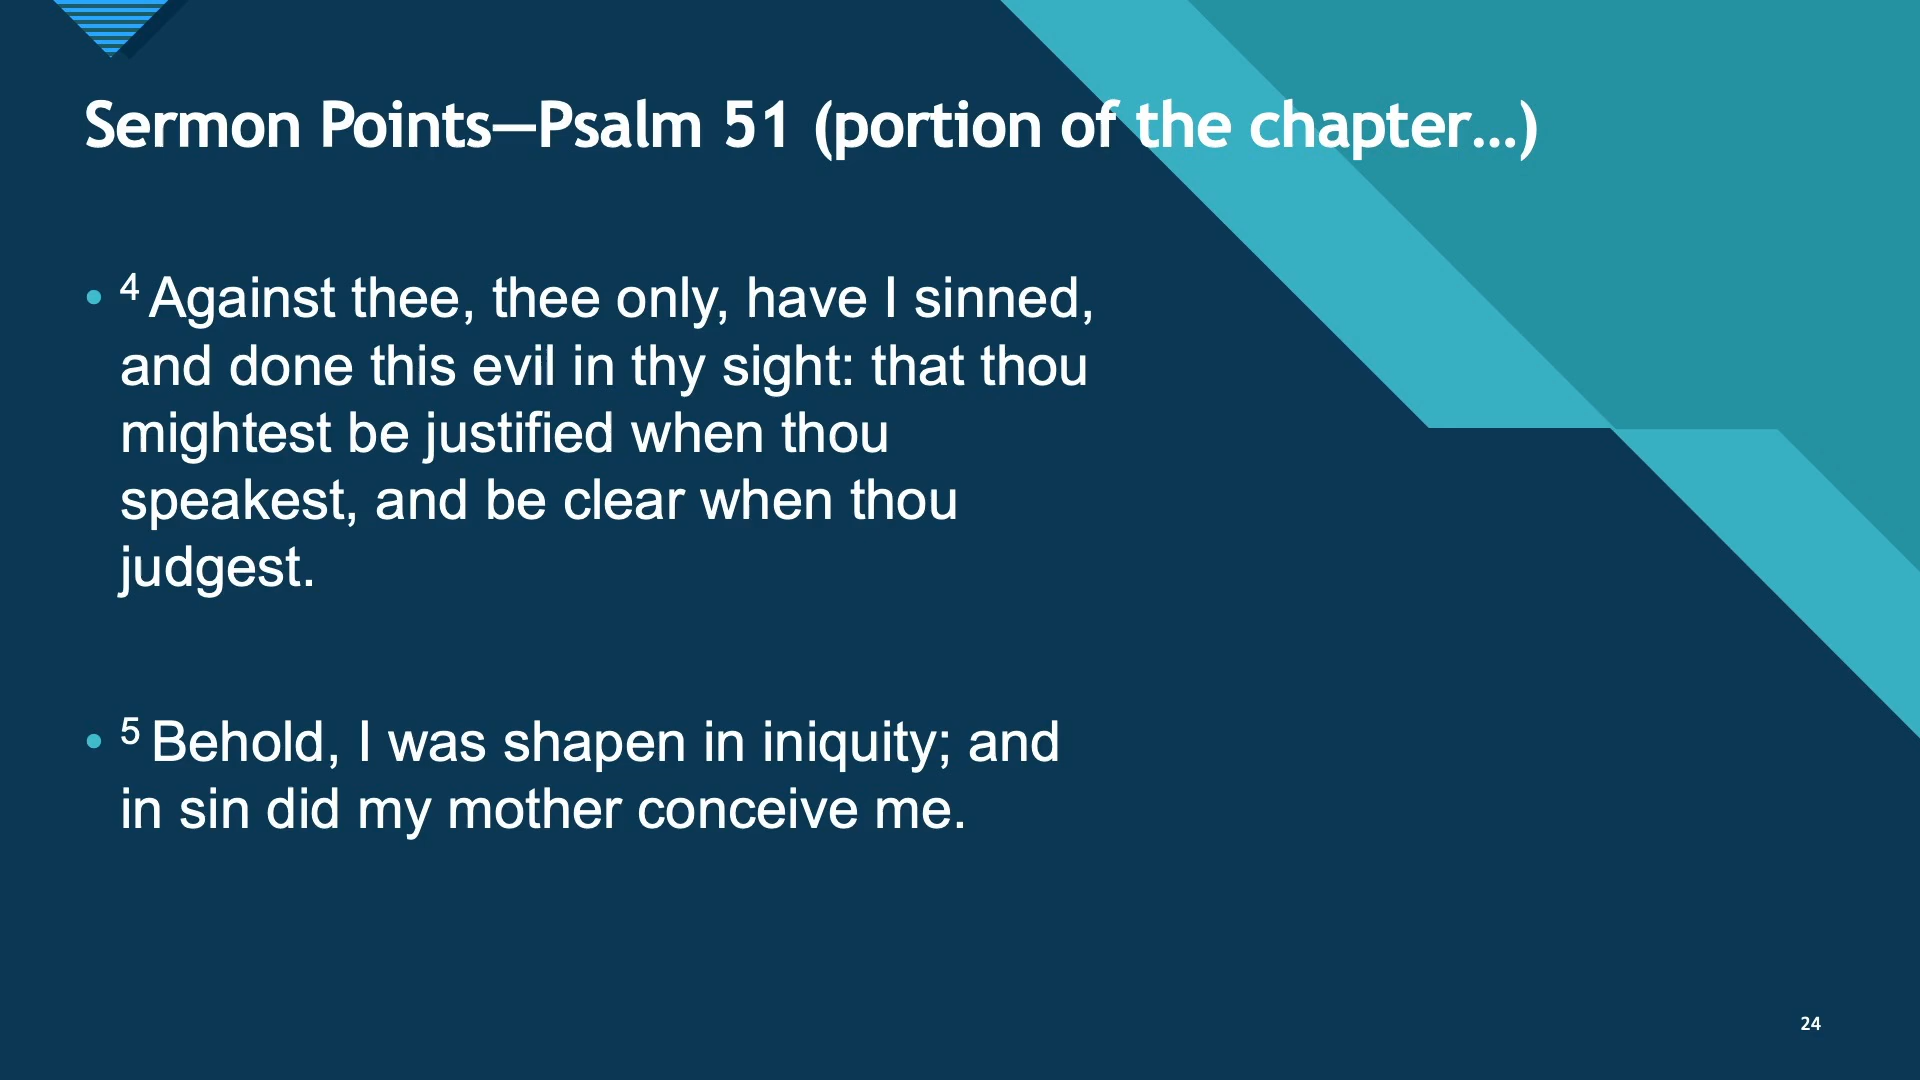 Sermon Points—Psalm 51 (portion of the chapter…)
• 4 Against thee, thee only, have I sinned,
and done this evil in thy sight: that thou
mightest be justified when thou
speakest, and be clear when thou
judgest.
• 5 Behold, I was shapen in iniquity; and
in sin did my mother conceive me.
24